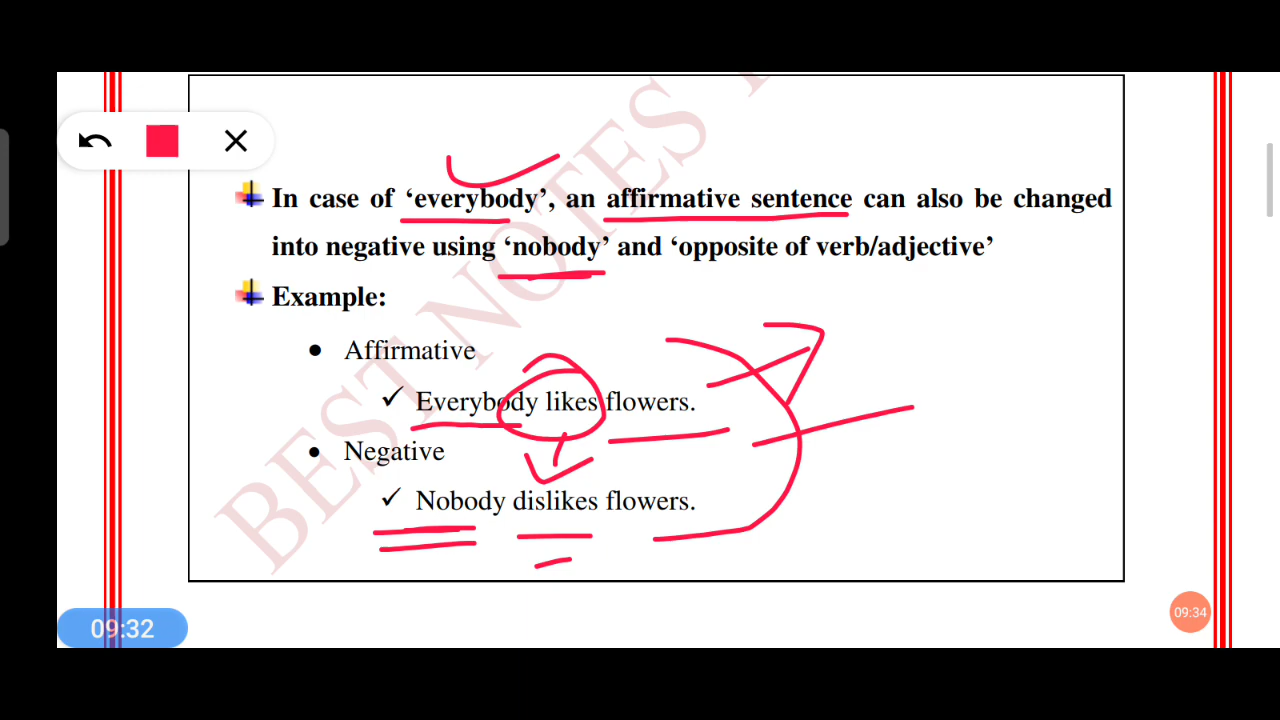 In case of ‘everybody’, an affirmative sentence can also be changed
into negative using ‘nobody’ and ‘opposite of verb/adjective’
Example:
Affirmative
Everybody likes flowers.
Negative
Nobody dislikes flowers.
BEST NOTES
09:32
09:34